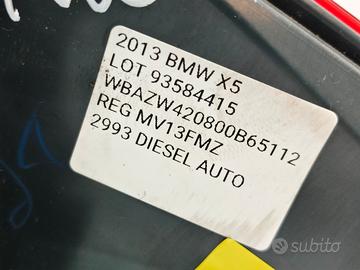 2013 BMW X5
LOT 93584415
WBAZW420800B65112
REG MV13FMZ
2993 DIESEL AUTO
subito